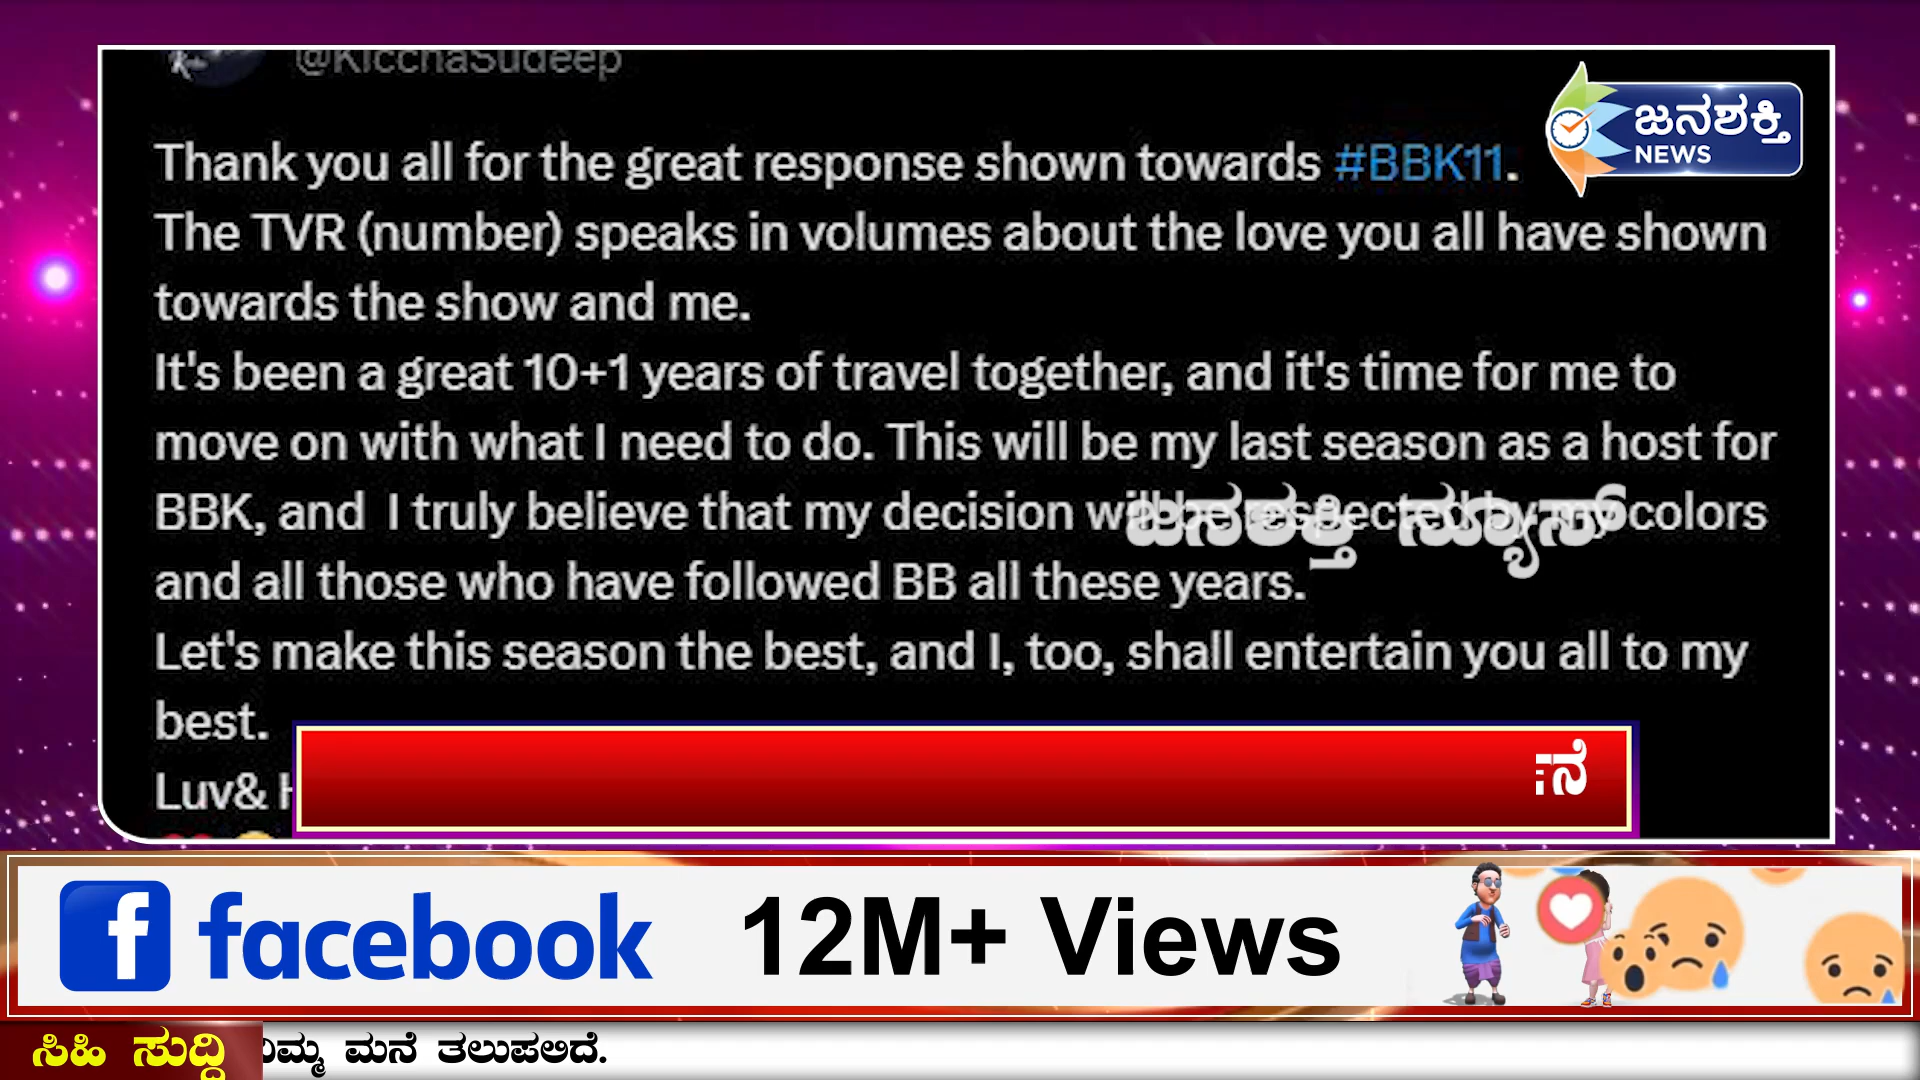 @KicchaSudeep
ಜನಶಕ್ತಿ
NEWS
Thank you all for the great response shown towards #BBK11.
The TVR (number) speaks in volumes about the love you all have shown
towards the show and me.
It's been a great 10+1 years of travel together, and it's time for me to
move on with what I need to do. This will be my last season as a host for
BBK, and I truly believe that my decision will be respected by my colors
ಜನಶಕ್ತಿ ನ್ಯೂಸ್
and all those who have followed BB all these years.
Let's make this season the best, and I, too, shall entertain you all to my
best.
Luv&
ನೆ
facebook 12M+ Views
ಸಿಹಿ ಸುದ್ದಿ ನಿಮ್ಮ ಮನೆ ತಲುಪಲಿದೆ.